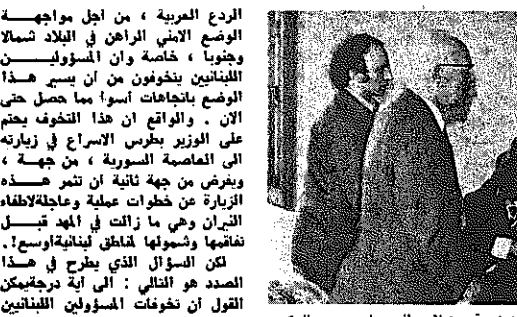 الردع العربية ، من أجل مواجهة
الوضع الامني الراهن في البلاد شمالا
وجنوبا ، خاصة وان المسؤولين
اللبنانيين يتخوفون من أن يسير هذا
الوضع باتجاهات أسوأ مما حصل حتى
الان . والواقع ان هذا التخوف يحتم
على الوزير بطرس الاسراع في زيارته
الى العاصمة السورية ، من جهة ،
ويفرض من جهة ثانية أن تثمر هذه
الزيارة عن خطوات عملية وعاجلة لاطفاء
النيران وهي ما زالت في المهد قبل
تفاقمها وشمولها لمناطق لبنانية أوسع! .
لكن السؤال الذي يطرح في هذا
الصدد هو التالي : الى أية درجة يمكن
القول أن تخوفات المسؤولين اللبنانيين